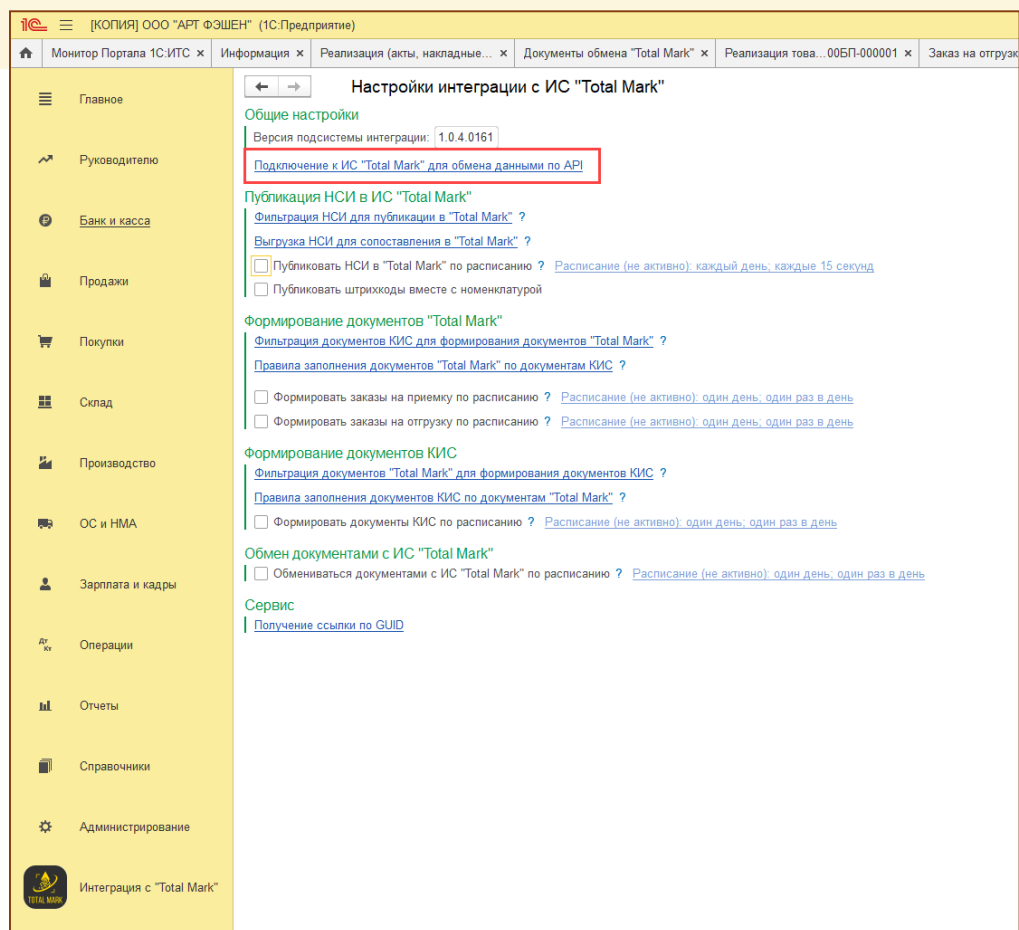 1С [КОПИЯ] ООО "АРТ ФЭШЕН" (1С:Предприятие)
Монитор Портала 1С:ИТС × Информация × Реализация (акты, накладные... × Документы обмена "Total Mark" × Реализация това...00БП-000001 × Заказ на отгрузк
Настройки интеграции с ИС "Total Mark"
Главное
Руководителю
Банк и касса
Продажи
Покупки
Склад
Производство
ОС и НМА
Зарплата и кадры
Дт Кт Операции
Отчеты
Справочники
Администрирование
TOTAL MARK
Интеграция с "Total Mark"
Общие настройки
Версия подсистемы интеграции: 1.0.4.0161
Подключение к ИС "Total Mark" для обмена данными по API
Публикация НСИ в ИС "Total Mark"
Фильтрация НСИ для публикации в "Total Mark" ?
Выгрузка НСИ для сопоставления в "Total Mark" ?
Публиковать НСИ в "Total Mark" по расписанию ? Расписание (не активно): каждый день; каждые 15 секунд
Публиковать штрихкоды вместе с номенклатурой
Формирование документов "Total Mark"
Фильтрация документов КИС для формирования документов "Total Mark" ?
Правила заполнения документов "Total Mark" по документам КИС ?
Формировать заказы на приемку по расписанию ? Расписание (не активно): один день; один раз в день
Формировать заказы на отгрузку по расписанию ? Расписание (не активно): один день; один раз в день
Формирование документов КИС
Фильтрация документов "Total Mark" для формирования документов КИС ?
Правила заполнения документов КИС по документам "Total Mark" ?
Формировать документы КИС по расписанию ? Расписание (не активно): один день; один раз в день
Обмен документами с ИС "Total Mark"
Обмениваться документами с ИС "Total Mark" по расписанию ? Расписание (не активно): один день; один раз в день
Сервис
Получение ссылки по GUID